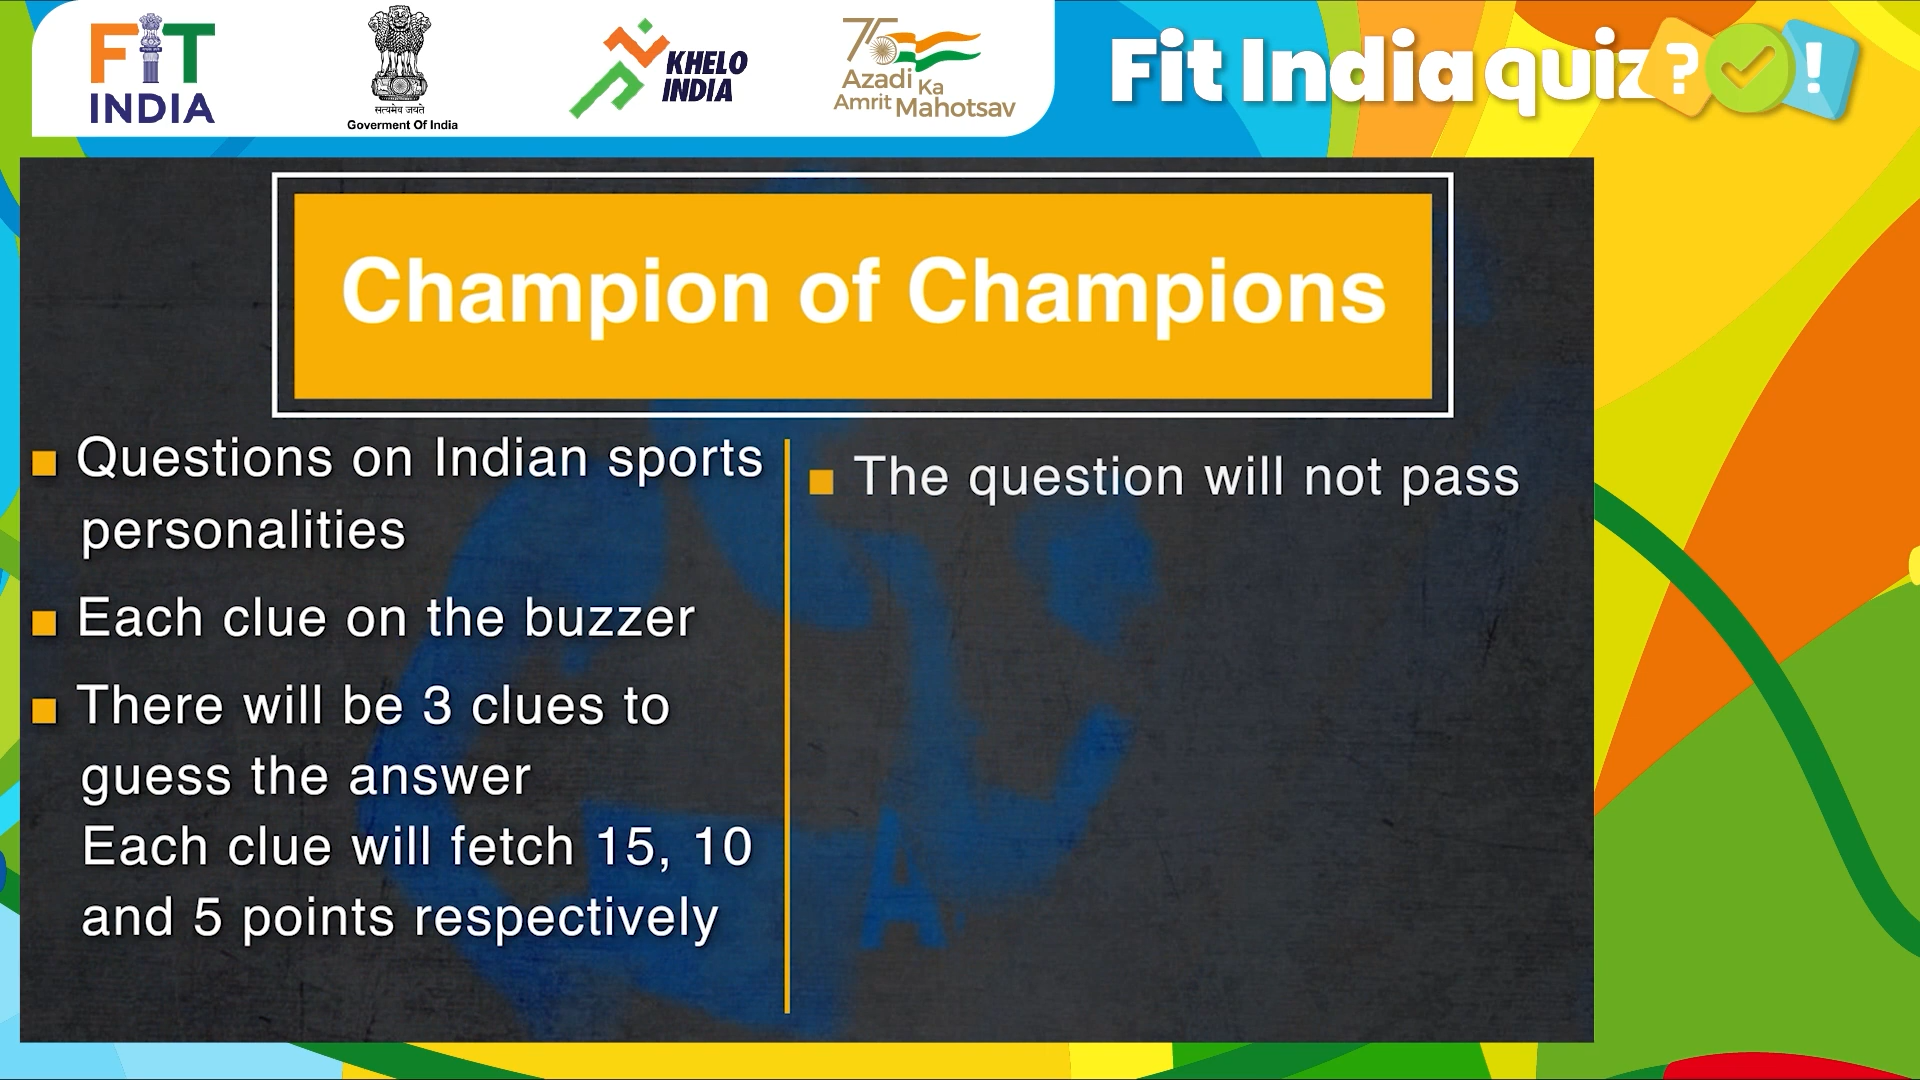 FIT
INDIA
सत्यमेव जयते
Goverment Of India
KHELO
INDIA
75
Azadi Ka
Amrit Mahotsav
Fit India quiz ? !
Champion of Champions
Questions on Indian sports
personalities
Each clue on the buzzer
There will be 3 clues to
guess the answer
Each clue will fetch 15, 10
and 5 points respectively
The question will not pass